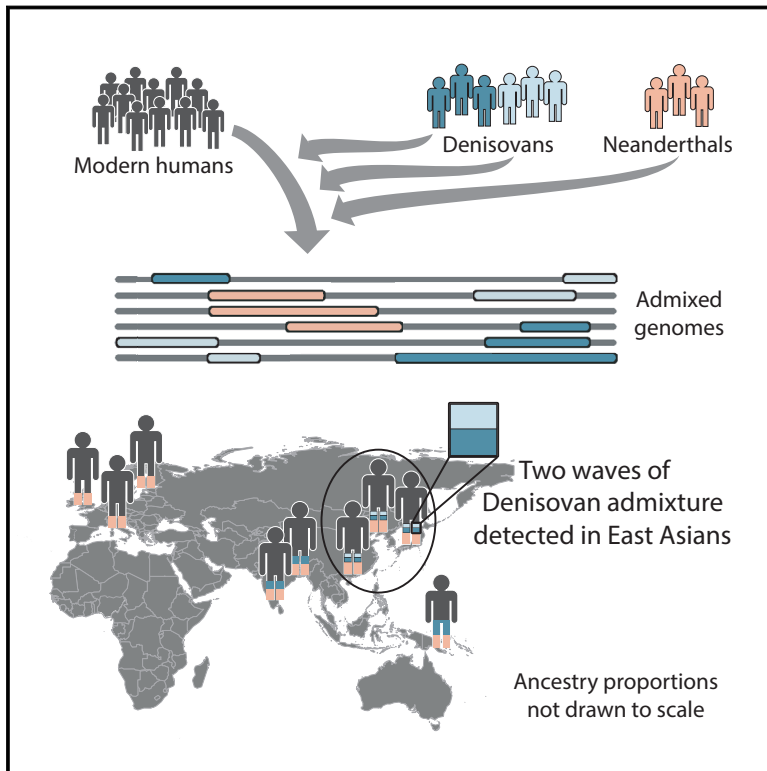 Modern humans
Denisovans
Neanderthals
Admixed
genomes
Two waves of
Denisovan admixture
detected in East Asians
Ancestry proportions
not drawn to scale